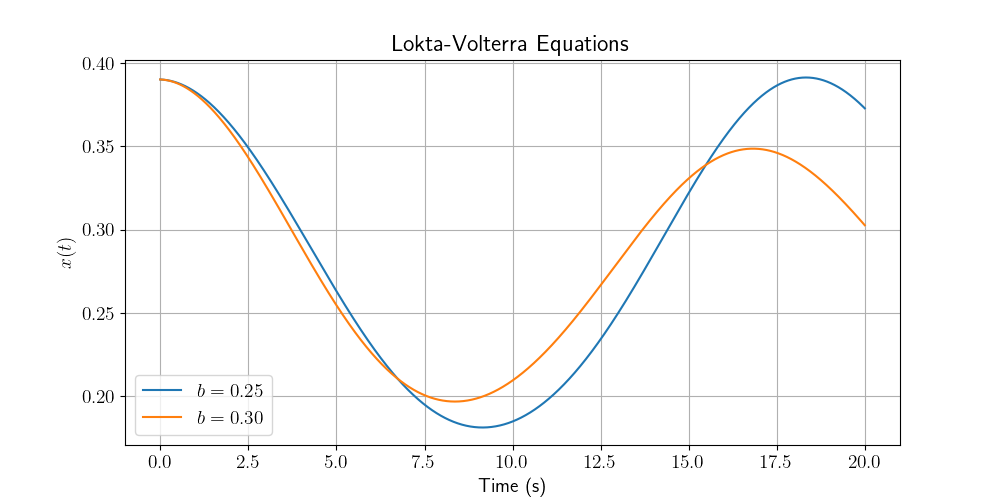 Lokta-Volterra Equations
x(t)
0.40
0.35
0.30
0.25
0.20
b = 0.25
b = 0.30
0.0 2.5 5.0 7.5 10.0 12.5 15.0 17.5 20.0
Time (s)